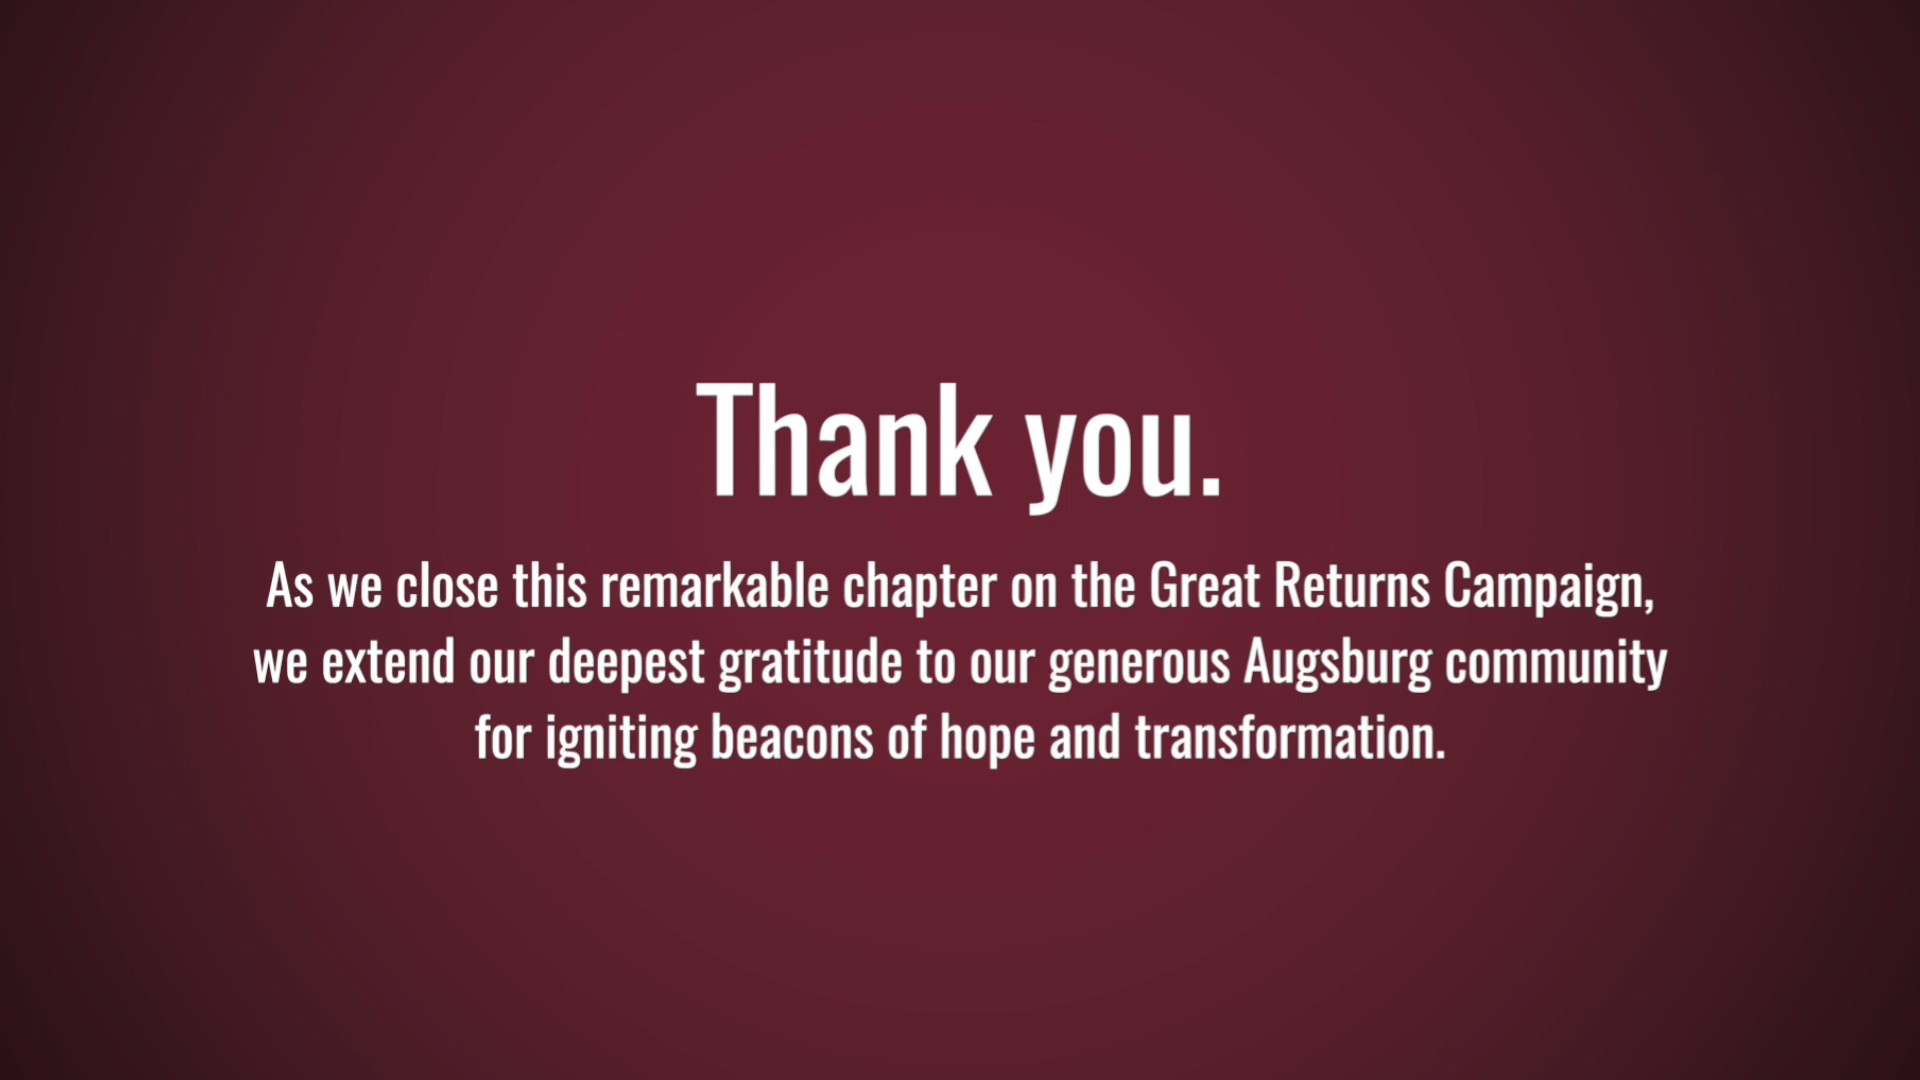 Thank you.
As we close this remarkable chapter on the Great Returns Campaign,
we extend our deepest gratitude to our generous Augsburg community
for igniting beacons of hope and transformation.